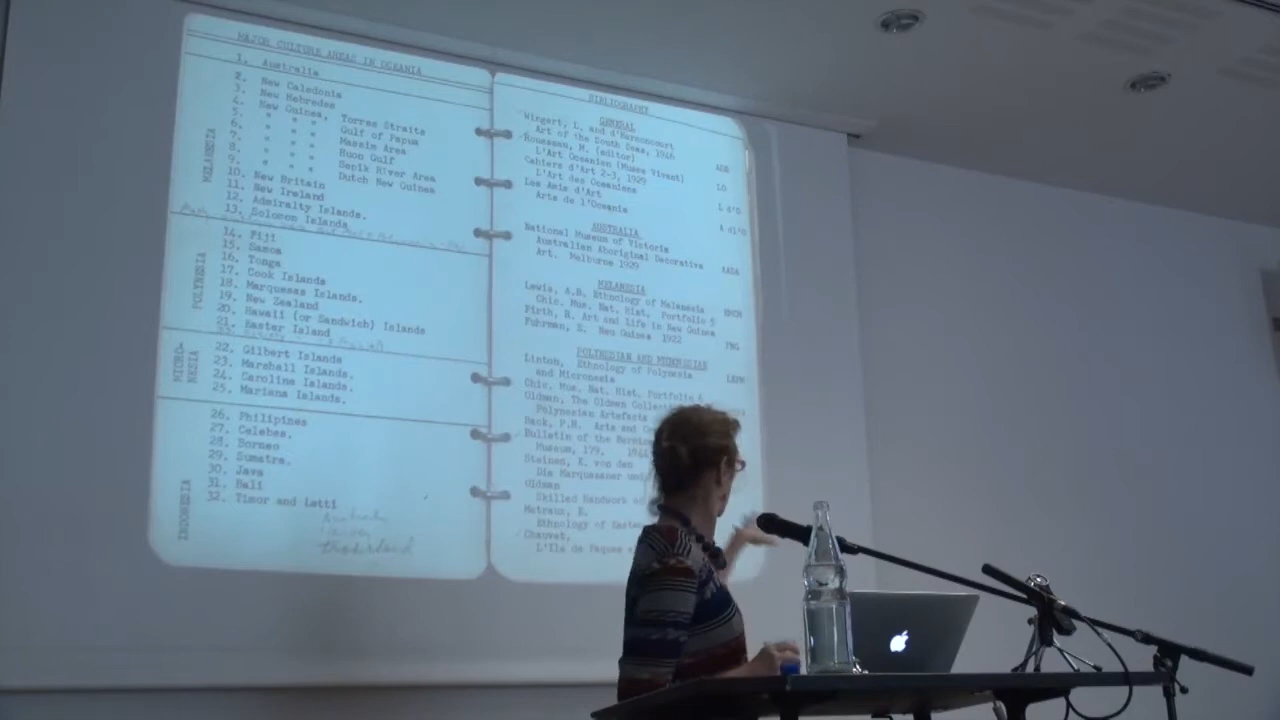 MAJOR CULTURE AREAS IN OCEANIA
1. Australia
MELANESIA
2. New Caledonia
3. New Hebrides
4. New Guinea, Torres Straits
5. " " " Gulf of Papua
6. " " " Massim Area
7. " " " Huon Gulf
8. " " " Sepik River Area
9. " " " Dutch New Guinea
10. New Britain
11. New Ireland
12. Admiralty Islands.
13. Solomon Islands
POLYNESIA
14. Fiji
15. Samoa
16. Tonga
17. Cook Islands
18. Marquesas Islands.
19. New Zealand
20. Hawaii (or Sandwich) Islands
21. Easter Island
MICRO-
NESIA
22. Gilbert Islands
23. Marshall Islands.
24. Carolina Islands.
25. Mariana Islands.
INDONESIA
26. Philipines
27. Celebes.
28. Borneo
29. Sumatra.
30. Java
31. Bali
32. Timor and Letti
BIBLIOGRAPHY
GENERAL
Wingert, L. and d'Harnoncourt
Art of the South Seas, 1946
Rousseau, M. (editor)
L'Art Oceanien (Musee Vivant)
Cahiers d'Art 2-3, 1929
L'Art des Oceaniens
Les Amis d'Art
Arts de l'Oceania
AUSTRALIA
National Museum of Victoria
Australian Aboriginal Decorative
Art. Melburne 1929
MELANESIA
Lewis, A.B. Ethnology of Melanesia
Chic. Mus. Nat. Hist. Portfolio 5
Firth, R. Art and Life in New Guinea
Fuhrman, E. Neu Guinea 1922
POLYNESIAN AND
Linton, Ethnology of Polynesia
and Micronesia
Chic. Mus. Nat. Hist. Portfolio 6
Oldman, The Oldman
Polynesian Artefacts
Buck, P.H. Arts and
Bulletin of the
Museum, 179.
Steinen, K. von den
Die Marquesaner und
Oldman
Skilled Handwork
Metraux, E.
Ethnology of Easter
Chauvet,
L'Ile de Paques